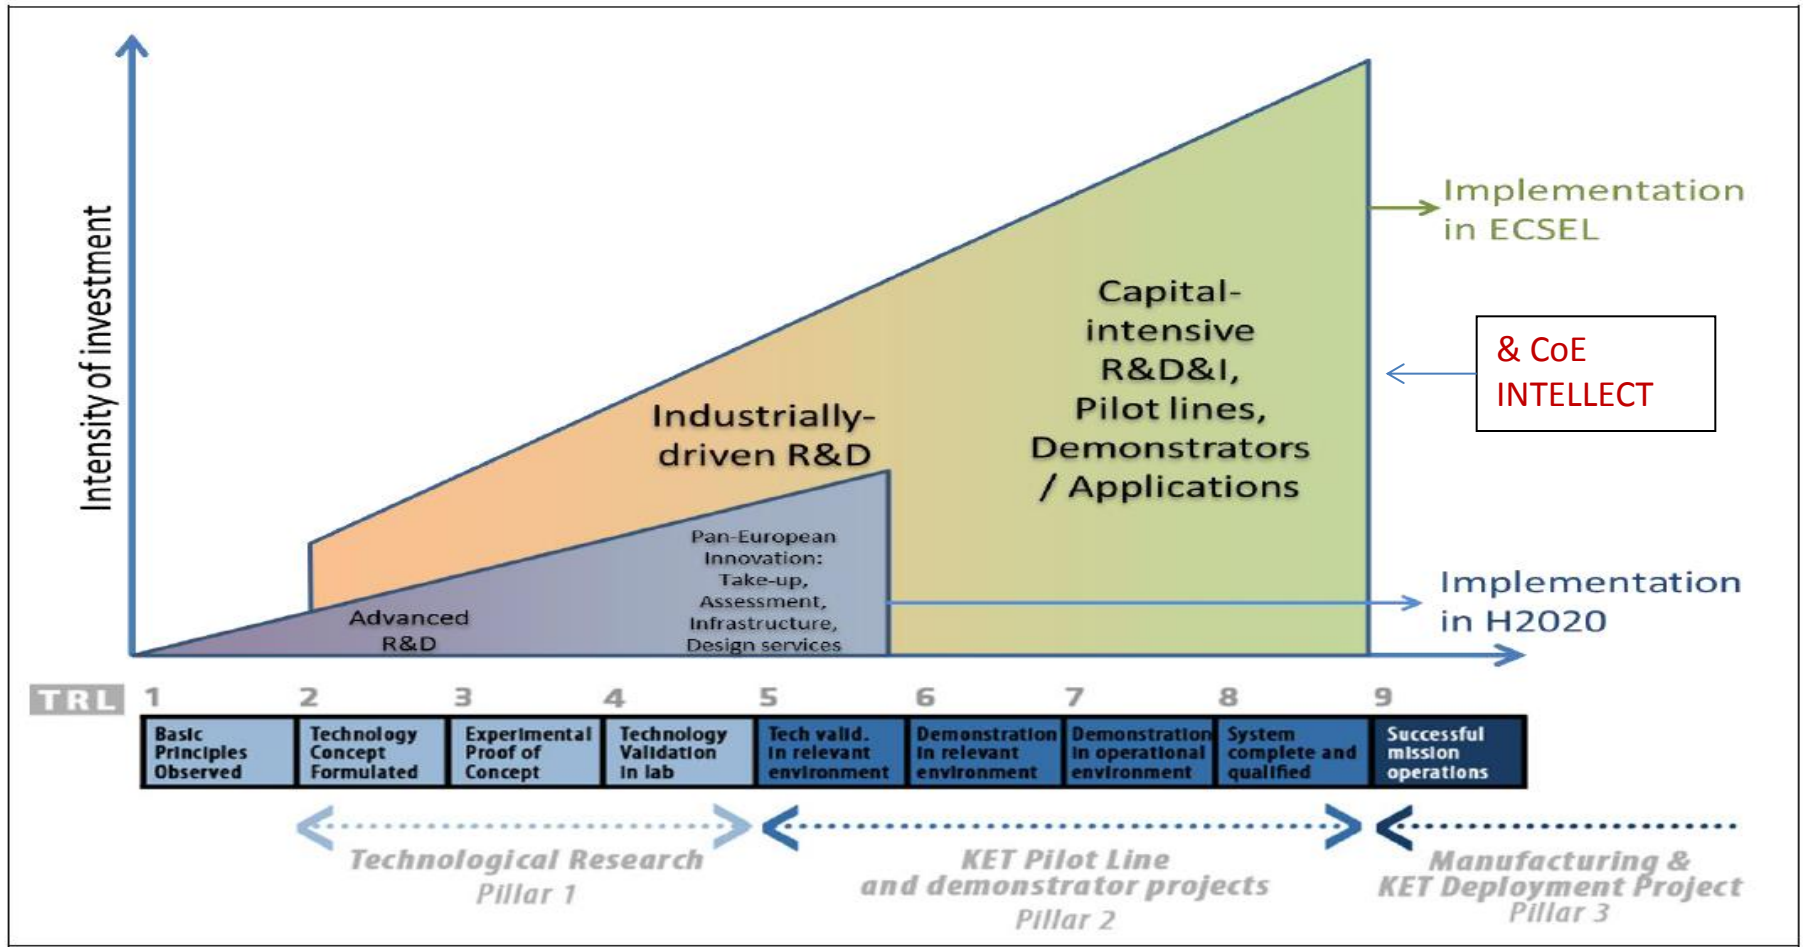 Intensity of investment
Implementation
in ECSEL
Capital-
intensive
R&D&I,
Pilot lines,
Demonstrators
/ Applications
& CoE
INTELLECT
Industrially-
driven R&D
Pan-European
Innovation:
Take-up,
Assessment,
Infrastructure,
Design services
Advanced
R&D
Implementation
in H2020
TRL 1 2 3 4 5 6 7 8 9
Basic
Principles
Observed
Technology
Concept
Formulated
Experimental
Proof of
Concept
Technology
Validation
in lab
Tech valid.
in relevant
environment
Demonstration
in relevant
environment
Demonstration
in operational
environment
System
complete and
qualified
Successful
mission
operations
Technological Research
Pillar 1
KET Pilot Line
and demonstrator projects
Pillar 2
Manufacturing &
KET Deployment Project
Pillar 3